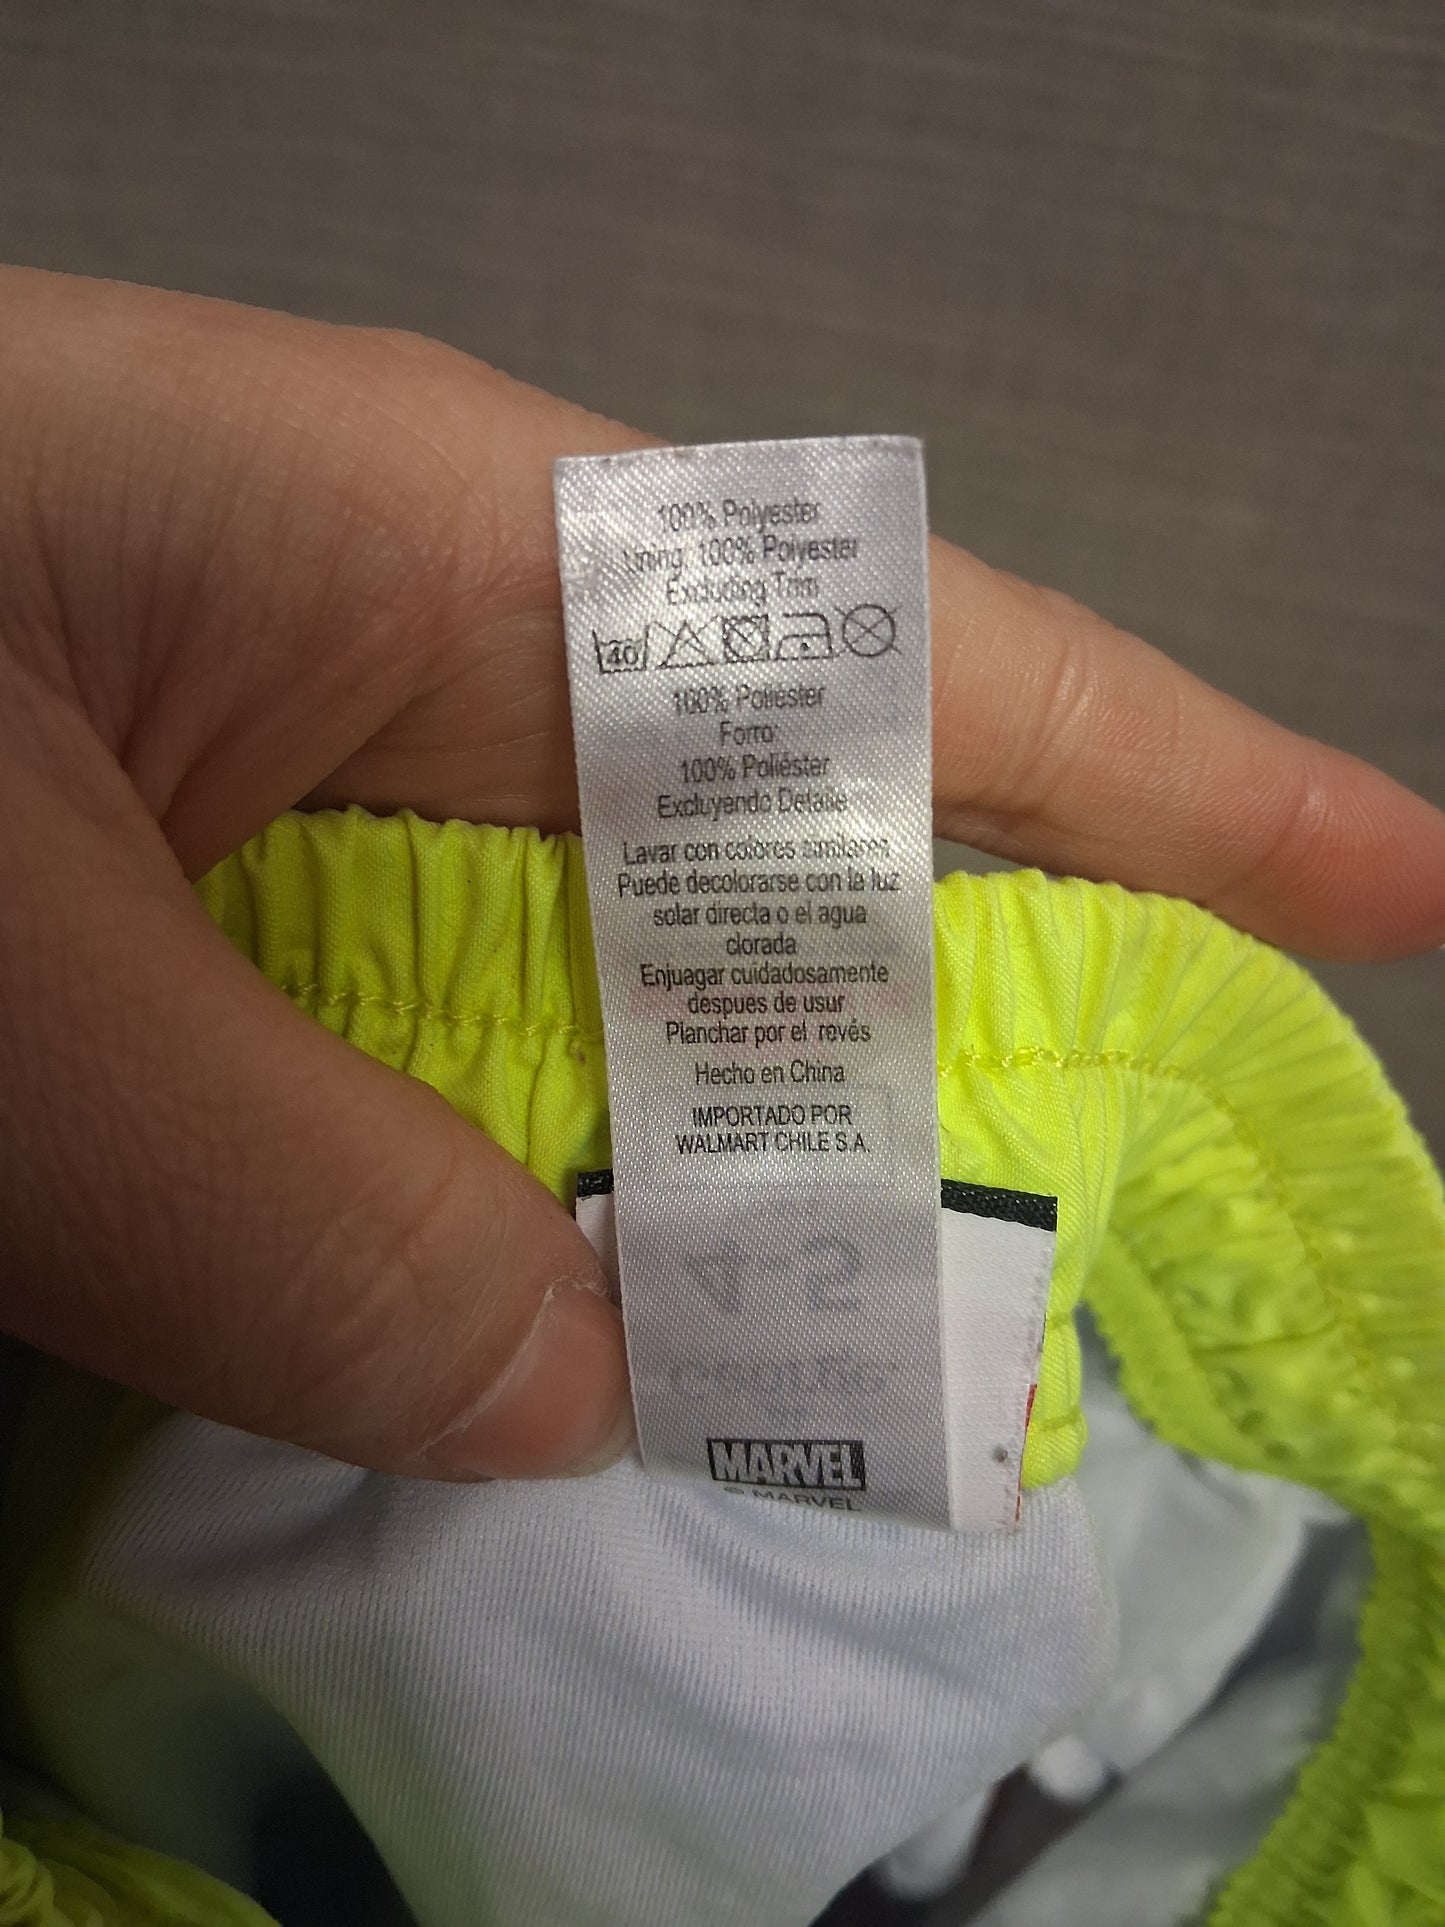 100% Polyester
Lining: 100% Polyester
Excluding Trim
40
100% Poliéster
Forro:
100% Poliéster
Excluyendo Detalle
Lavar con colores similares
Puede decolorarse con la luz
solar directa o el agua
clorada
Enjuagar cuidadosamente
despues de usur
Planchar por el revés
Hecho en China
IMPORTADO POR
WALMART CHILE S.A.
MARVEL
© MARVEL